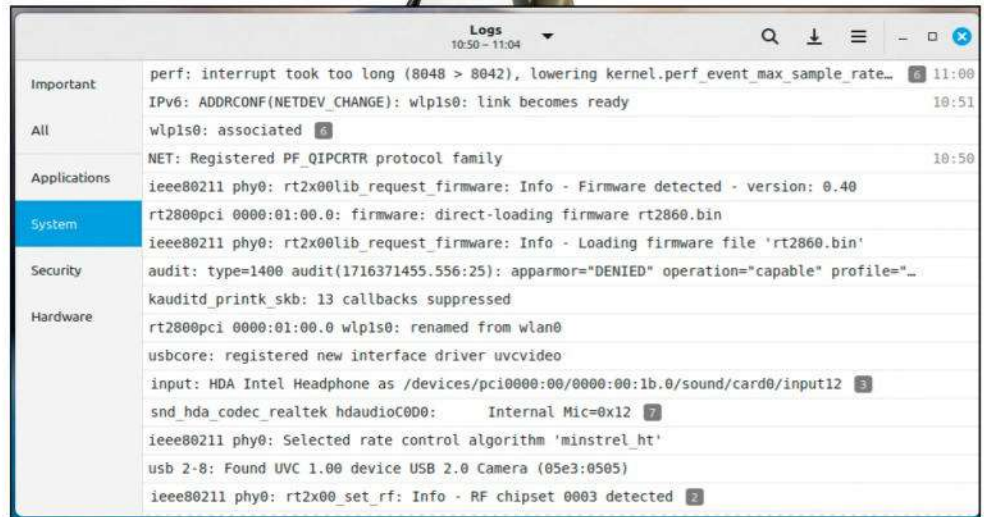 Logs
10:50 – 11:04
Important
All
Applications
System
Security
Hardware
perf: interrupt took too long (8048 > 8042), lowering kernel.perf_event_max_sample_rate… 6 11:00
IPv6: ADDRCONF(NETDEV_CHANGE): wlp1s0: link becomes ready 10:51
wlp1s0: associated 6
NET: Registered PF_QIPCRTR protocol family 10:50
ieee80211 phy0: rt2x00lib_request_firmware: Info - Firmware detected - version: 0.40
rt2800pci 0000:01:00.0: firmware: direct-loading firmware rt2860.bin
ieee80211 phy0: rt2x00lib_request_firmware: Info - Loading firmware file 'rt2860.bin'
audit: type=1400 audit(1716371455.556:25): apparmor="DENIED" operation="capable" profile="…
kauditd_printk_skb: 13 callbacks suppressed
rt2800pci 0000:01:00.0 wlp1s0: renamed from wlan0
usbcore: registered new interface driver uvcvideo
input: HDA Intel Headphone as /devices/pci0000:00/0000:00:1b.0/sound/card0/input12 3
snd_hda_codec_realtek hdaudioC0D0: Internal Mic=0x12 7
ieee80211 phy0: Selected rate control algorithm 'minstrel_ht'
usb 2-8: Found UVC 1.00 device USB 2.0 Camera (05e3:0505)
ieee80211 phy0: rt2x00_set_rf: Info - RF chipset 0003 detected 2